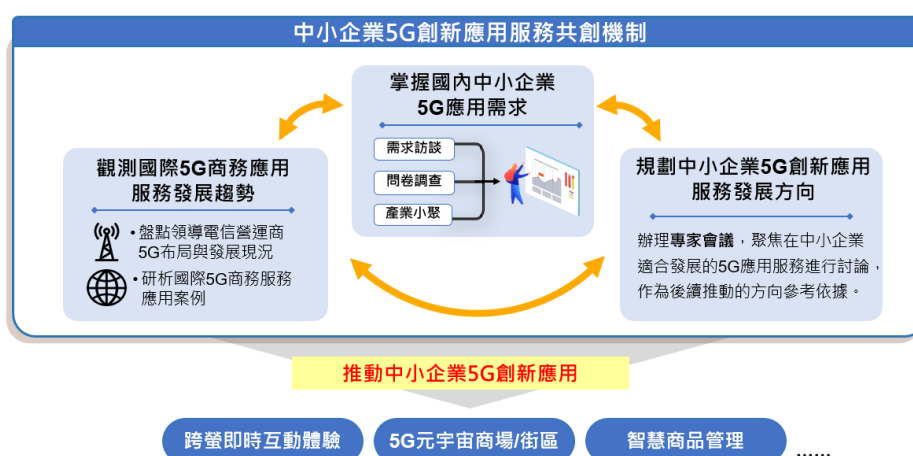 中小企業5G創新應用服務共創機制
掌握國內中小企業
5G應用需求
需求訪談
問卷調查
產業小聚
觀測國際5G商務應用
服務發展趨勢
•盤點領導電信營運商
5G布局與發展現況
•研析國際5G商務服務
應用案例
規劃中小企業5G創新應用
服務發展方向
辦理專家會議，聚焦在中小企業
適合發展的5G應用服務進行討論，
作為後續推動的方向參考依據。
推動中小企業5G創新應用
跨螢即時互動體驗
5G元宇宙商場/街區
智慧商品管理
......